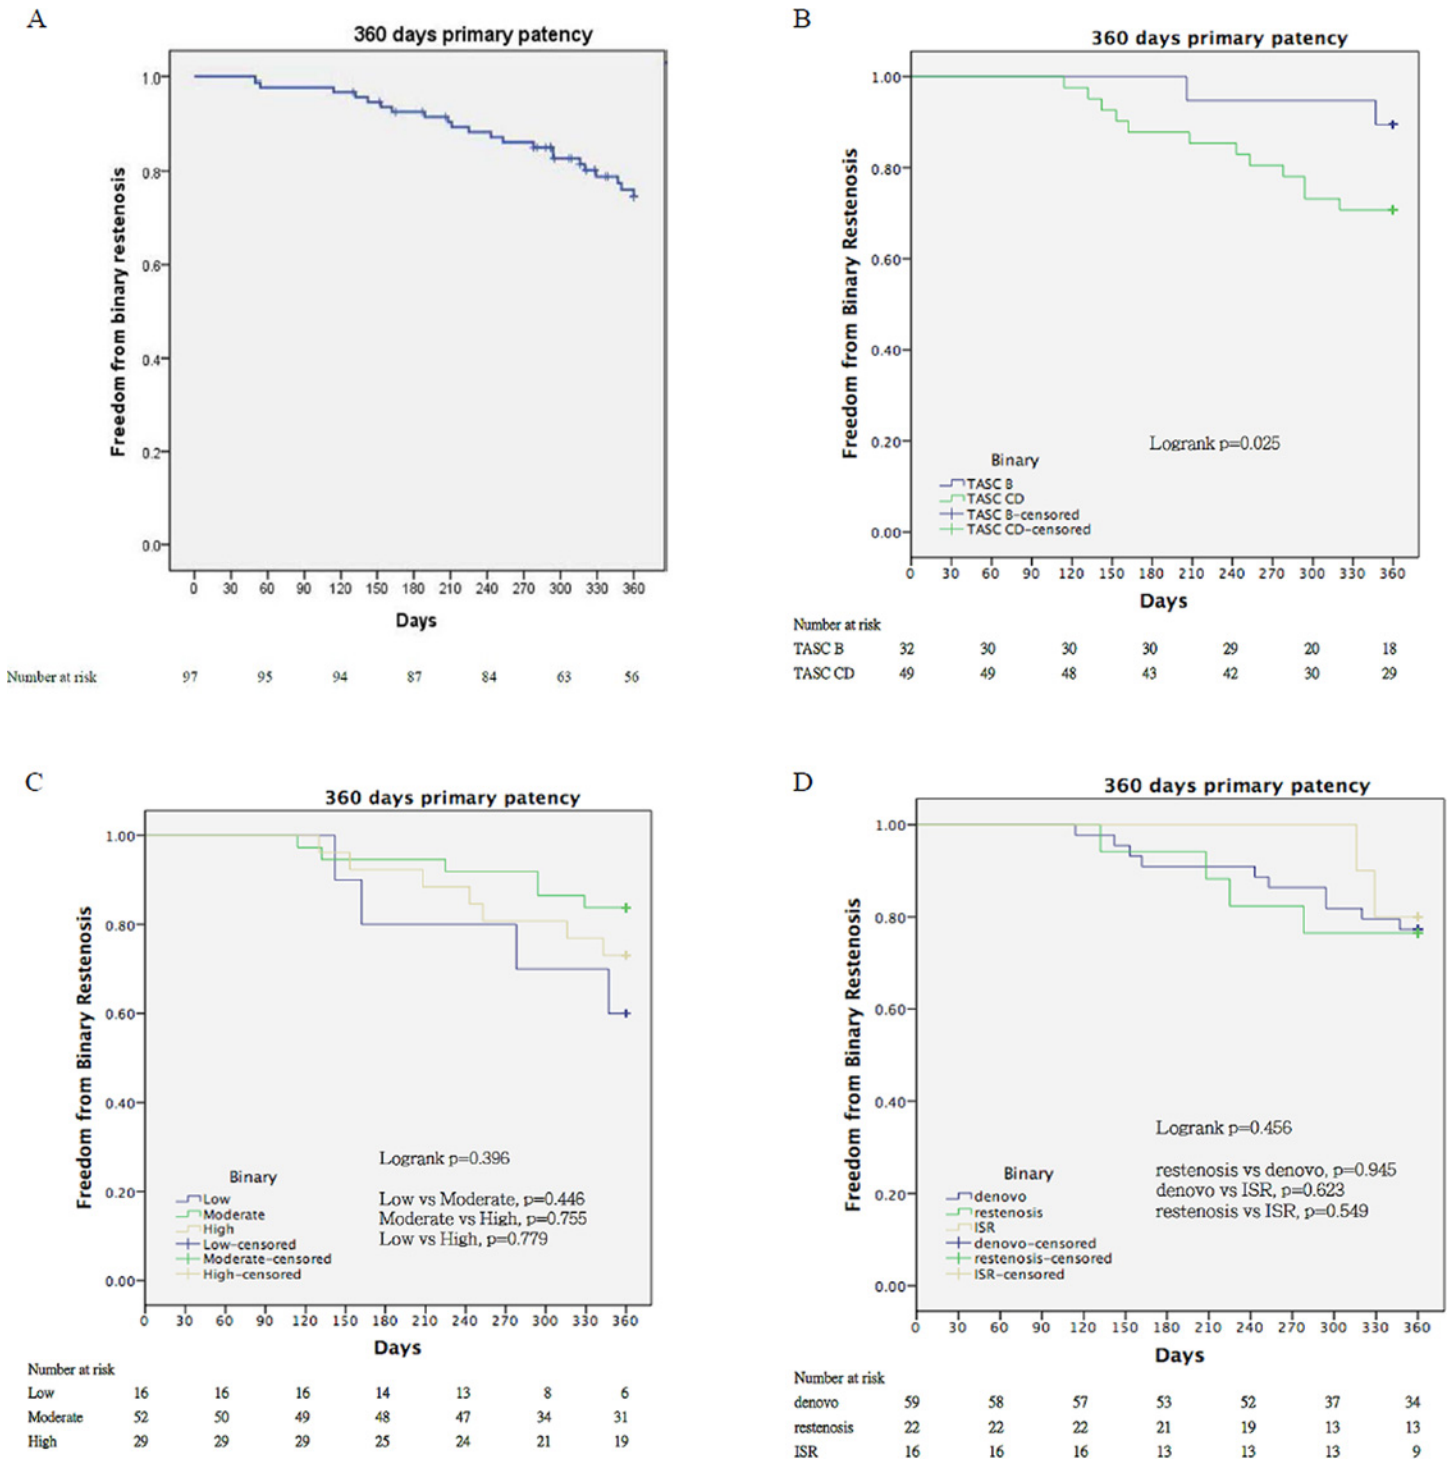 A
360 days primary patency
Freedom from binary restenosis
1.0
0.8
0.6
0.4
0.2
0.0
0 30 60 90 120 150 180 210 240 270 300 330 360
Days
Number at risk 97 95 94 87 84 63 56
B
360 days primary patency
Freedom from Binary Restenosis
1.00
0.80
0.60
0.40
0.20
0.00
Logrank p=0.025
Binary
TASC B
TASC CD
TASC B-censored
TASC CD-censored
0 30 60 90 120 150 180 210 240 270 300 330 360
Days
Number at risk
TASC B 32 30 30 30 29 20 18
TASC CD 49 49 48 43 42 30 29
C
360 days primary patency
Freedom from Binary Restenosis
1.00
0.80
0.60
0.40
0.20
0.00
Logrank p=0.396
Low vs Moderate, p=0.446
Moderate vs High, p=0.755
Low vs High, p=0.779
Binary
Low
Moderate
High
Low-censored
Moderate-censored
High-censored
0 30 60 90 120 150 180 210 240 270 300 330 360
Days
Number at risk
Low 16 16 16 14 13 8 6
Moderate 52 50 49 48 47 34 31
High 29 29 29 25 24 21 19
D
360 days primary patency
Freedom from Binary Restenosis
1.00
0.80
0.60
0.40
0.20
0.00
Logrank p=0.456
restenosis vs denovo, p=0.945
denovo vs ISR, p=0.623
restenosis vs ISR, p=0.549
Binary
denovo
restenosis
ISR
denovo-censored
restenosis-censored
ISR-censored
0 30 60 90 120 150 180 210 240 270 300 330 360
Days
Number at risk
denovo 59 58 57 53 52 37 34
restenosis 22 22 22 21 19 13 13
ISR 16 16 16 13 13 13 9